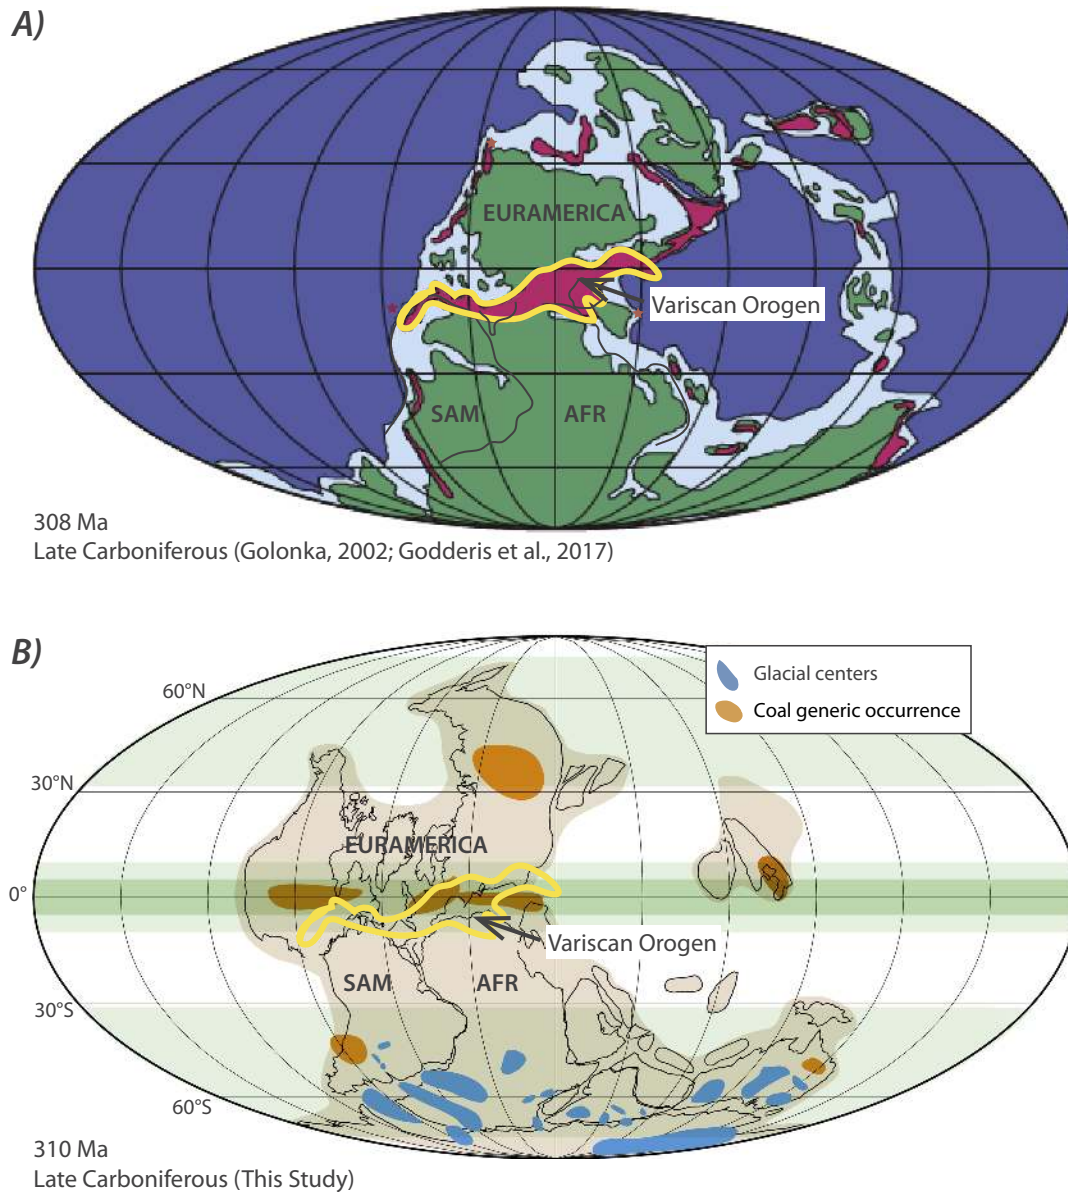 A)
EURAMERICA
Variscan Orogen
SAM
AFR
308 Ma
Late Carboniferous (Golonka, 2002; Godderis et al., 2017)
B)
Glacial centers
Coal generic occurrence
60°N
30°N
EURAMERICA
0°
Variscan Orogen
SAM
AFR
30°S
60°S
310 Ma
Late Carboniferous (This Study)